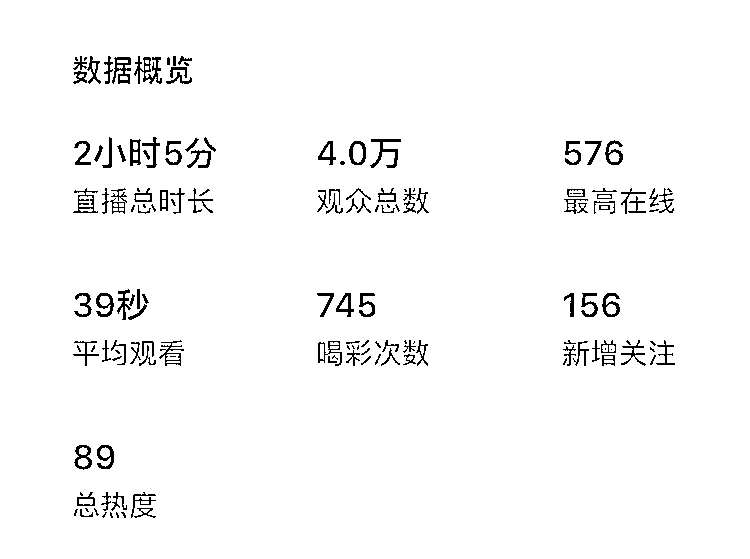 数据概览
2小时5分 4.0万 576
直播总时长 观众总数 最高在线
39秒 745 156
平均观看 喝彩次数 新增关注
89
总热度